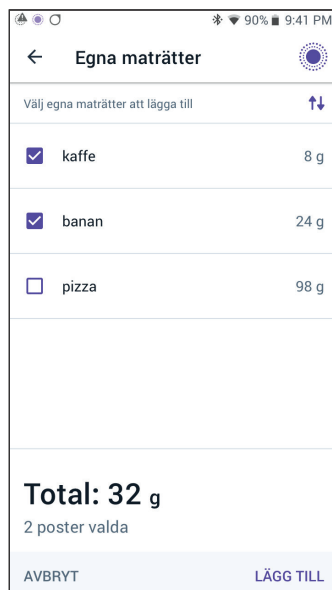 90% 9:41 PM
Egna maträtter
Välj egna maträtter att lägga till
kaffe 8 g
banan 24 g
pizza 98 g
Total: 32 g
2 poster valda
AVBRYT LÄGG TILL